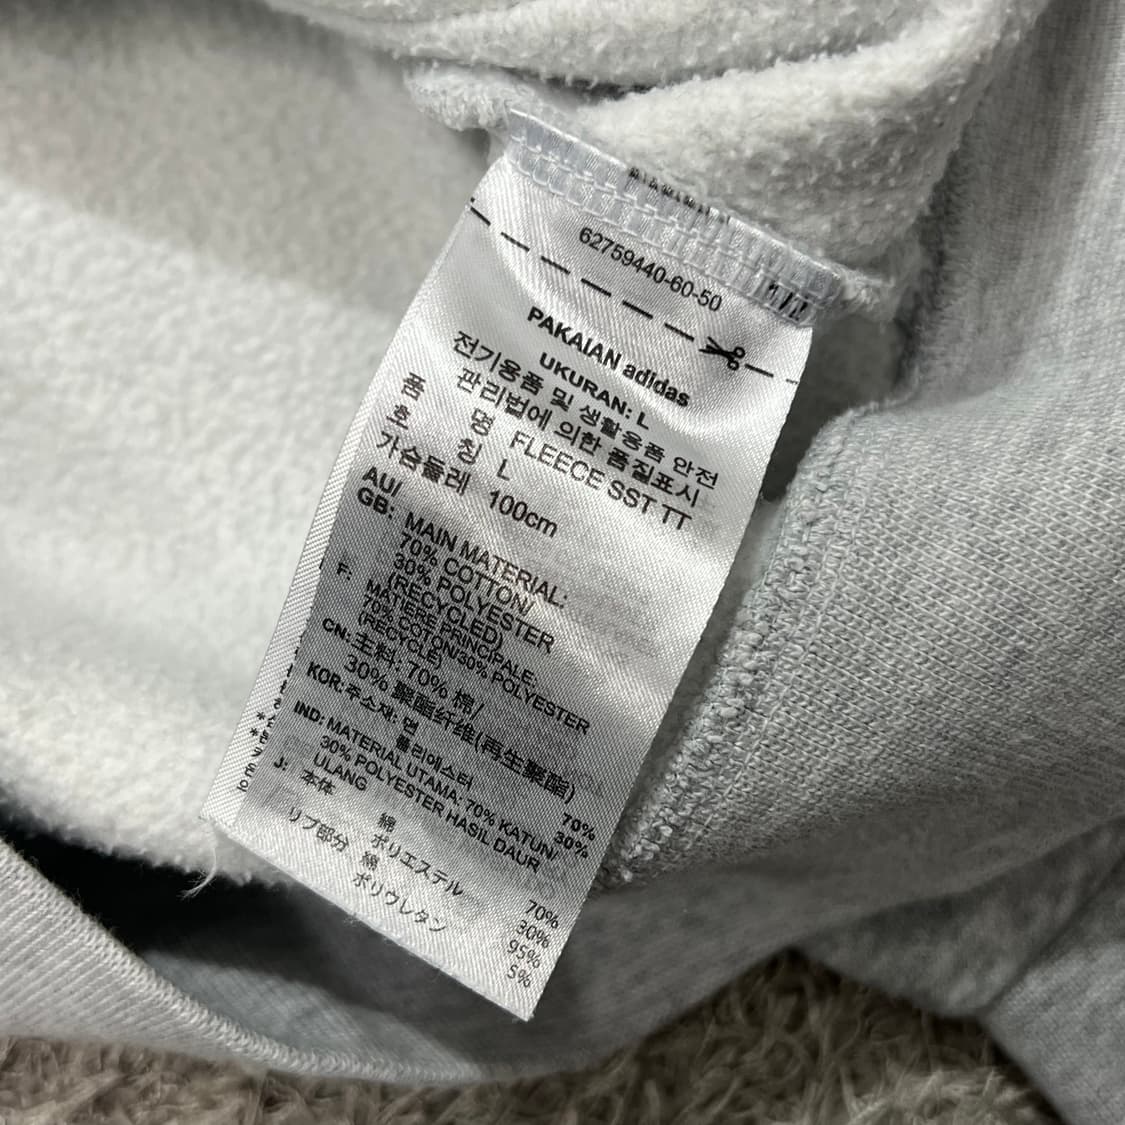 62759440-60-50
PAKAIAN adidas
UKURAN: L
전기용품 및 생활용품 안전
관리법에 의한 품질표시
품 명 FLEECE SST TT
호 칭 L
가슴둘레 100cm
AU/
GB: MAIN MATERIAL:
70% COTTON/
30% POLYESTER
(RECYCLED)
F: MATIERE PRINCIPALE.
70% COTON/30% POLYESTER
(RECYCLE)
CN: 主料: 70% 棉/
30% 聚酯纤维(再生聚酯)
KOR: 주소재: 면 70%
폴리에스터 30%
IND: MATERIAL UTAMA: 70% KATUN/
30% POLYESTER HASIL DAUR
ULANG
J: 本体 綿 70%
ポリエステル 30%
リブ部分 綿 95%
ポリウレタン 5%